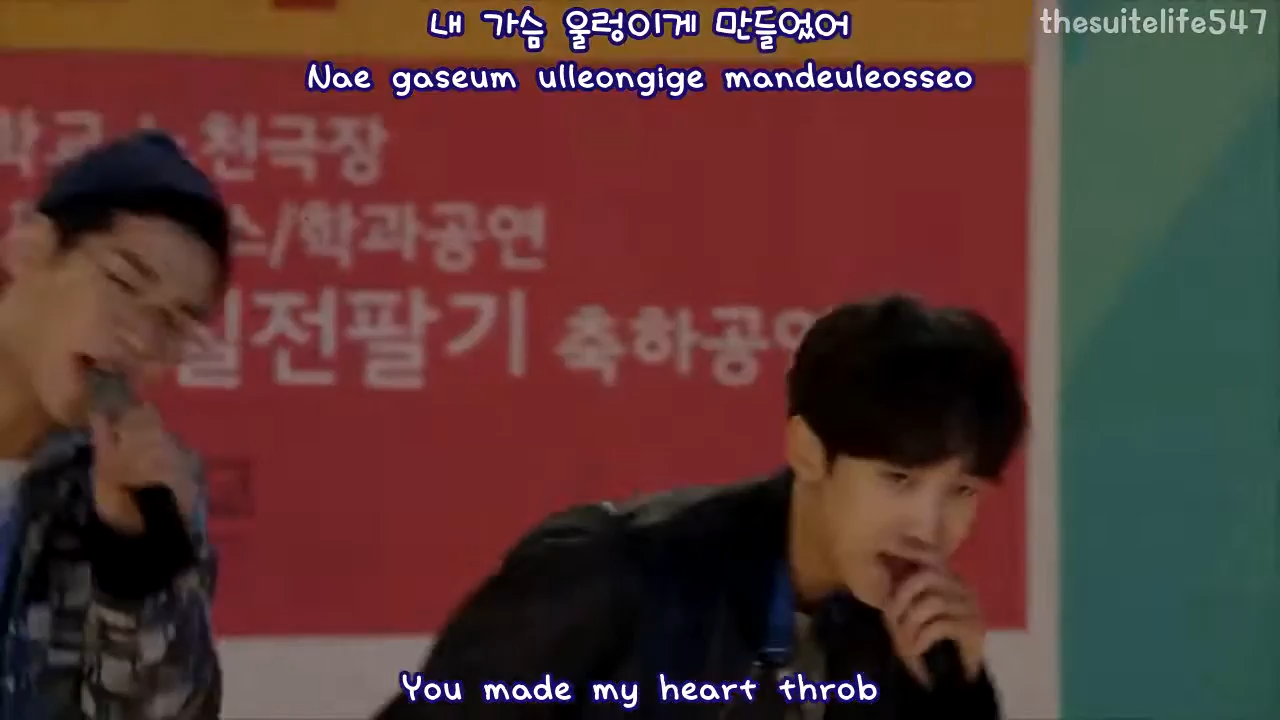 내 가슴 울렁이게 만들었어
thesuitelife547
Nae gaseum ulleongige mandeuleosseo
천극장
스/학과공연
실전팔기 축하공연
You made my heart throb